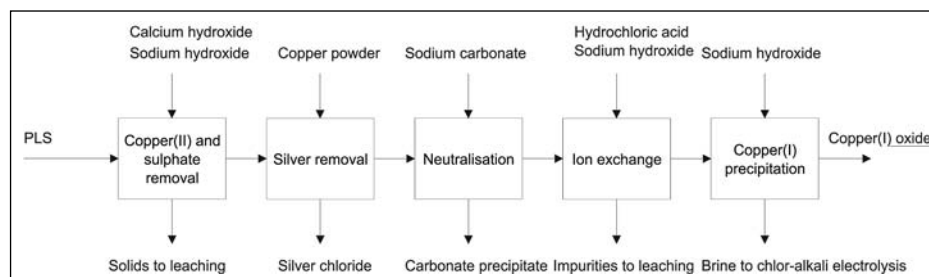 Calcium hydroxide
Sodium hydroxide
Copper powder
Sodium carbonate
Hydrochloric acid
Sodium hydroxide
Sodium hydroxide
PLS
Copper(II) and
sulphate
removal
Silver removal
Neutralisation
Ion exchange
Copper(I)
precipitation
Copper(I) oxide
Solids to leaching
Silver chloride
Carbonate precipitate
Impurities to leaching
Brine to chlor-alkali electrolysis